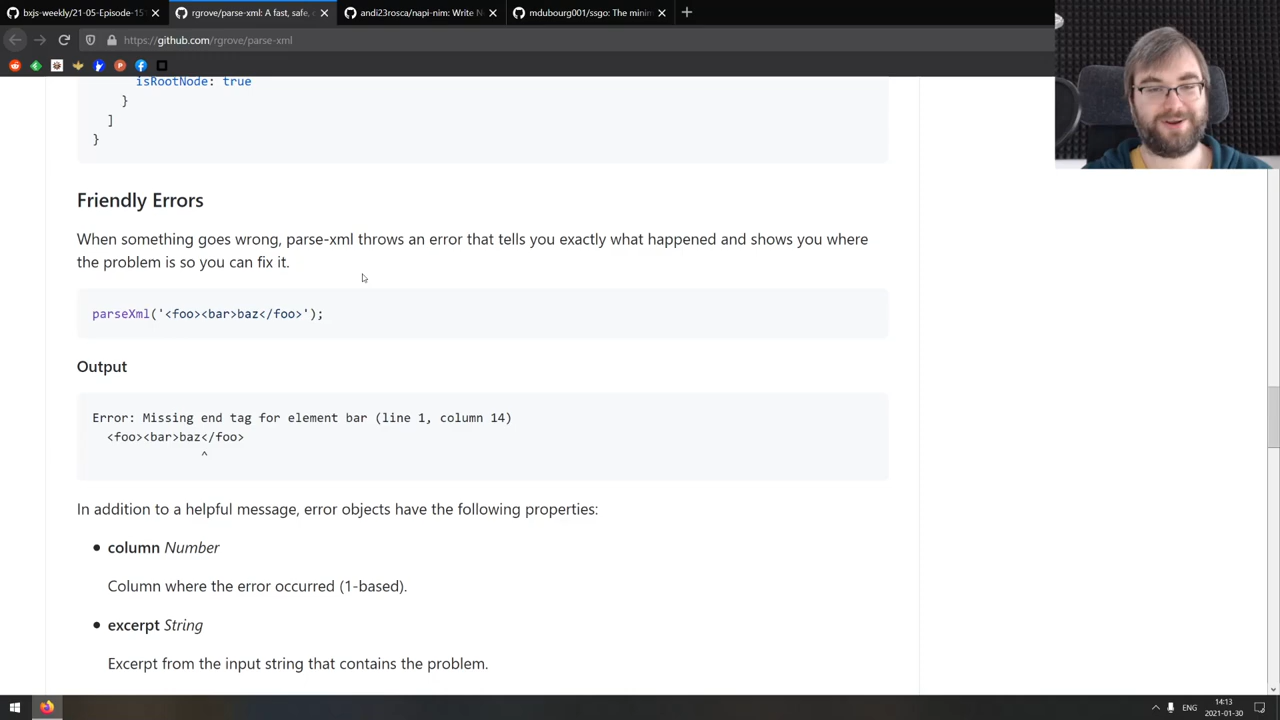 bxjs-weekly/21-05-Episode-15
rgrove/parse-xml: A fast, safe, c
andi23rosca/napi-nim: Write N
mdubourg001/ssgo: The minim
https://github.com/rgrove/parse-xml
isRootNode: true
}
]
}
Friendly Errors
When something goes wrong, parse-xml throws an error that tells you exactly what happened and shows you where
the problem is so you can fix it.
parseXml('<foo><bar>baz</foo>');
Output
Error: Missing end tag for element bar (line 1, column 14)
<foo><bar>baz</foo>
^
In addition to a helpful message, error objects have the following properties:
• column Number
Column where the error occurred (1-based).
• excerpt String
Excerpt from the input string that contains the problem.
ENG
14:13
2021-01-30